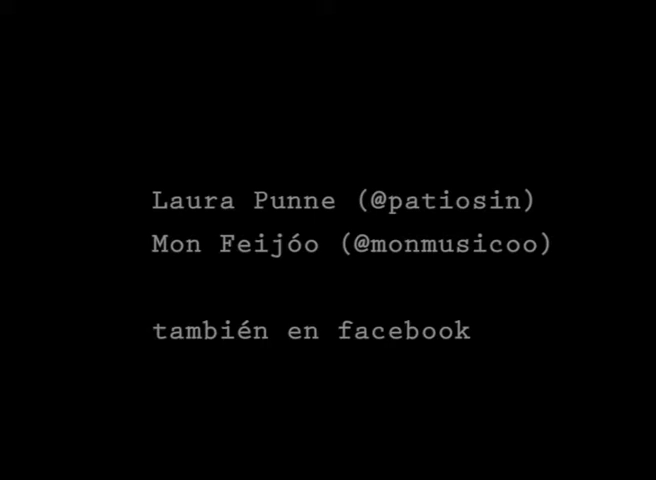 Laura Punne (@patiosin)
Mon Feijóo (@monmusicoo)
también en facebook